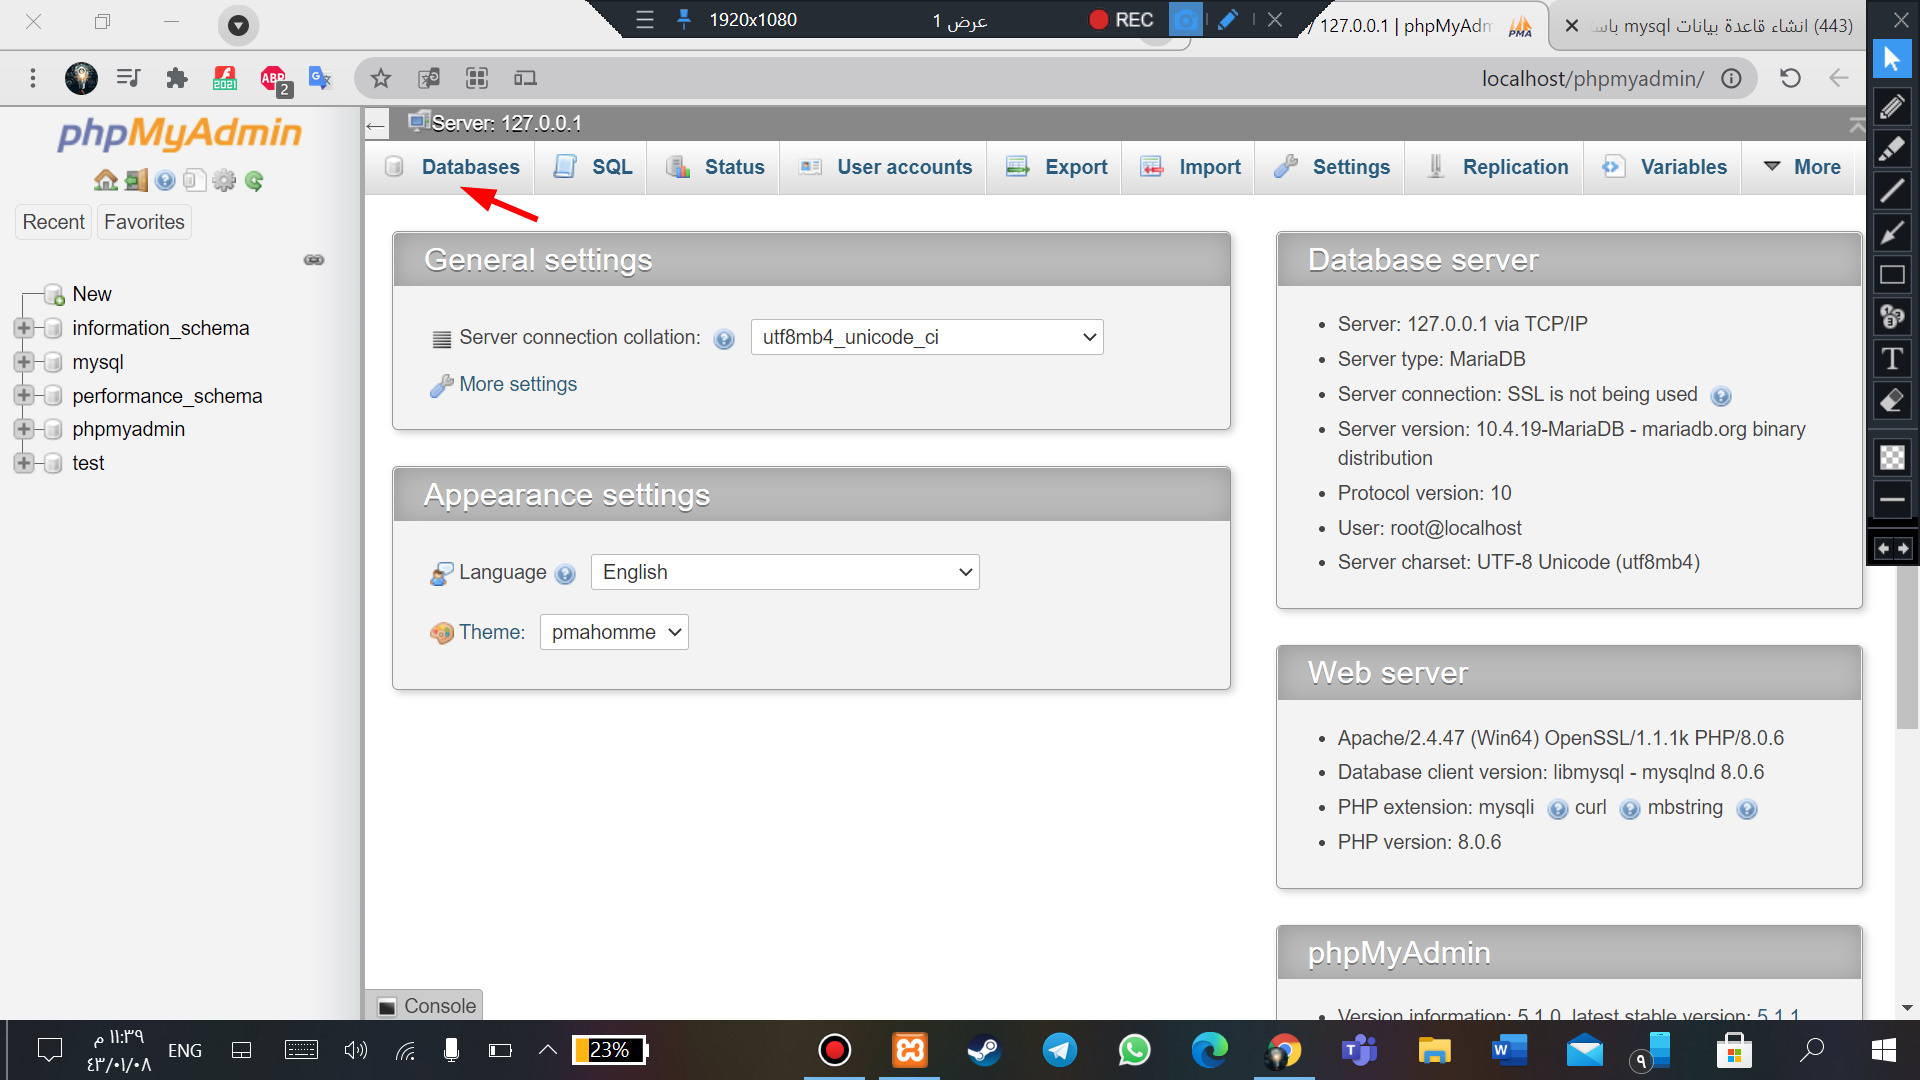 1920x1080
عرض 1
REC
/ 127.0.0.1 | phpMyAdm
PMA
(443) انشاء قاعدة بيانات mysql باس
2021
ABP
2
localhost/phpmyadmin/
phpMyAdmin
Recent
Favorites
New
information_schema
mysql
performance_schema
phpmyadmin
test
Server: 127.0.0.1
Databases
SQL
Status
User accounts
Export
Import
Settings
Replication
Variables
More
General settings
Server connection collation:
utf8mb4_unicode_ci
More settings
Appearance settings
Language
English
Theme:
pmahomme
Database server
Server: 127.0.0.1 via TCP/IP
Server type: MariaDB
Server connection: SSL is not being used
Server version: 10.4.19-MariaDB - mariadb.org binary
distribution
Protocol version: 10
User: root@localhost
Server charset: UTF-8 Unicode (utf8mb4)
Web server
Apache/2.4.47 (Win64) OpenSSL/1.1.1k PHP/8.0.6
Database client version: libmysql - mysqlnd 8.0.6
PHP extension: mysqli
curl
mbstring
PHP version: 8.0.6
phpMyAdmin
Version information: 5.1.0, latest stable version: 5.1.1
Console
١١:٣٩ م
٤٣/٠١/٠٨
ENG
23%
٩